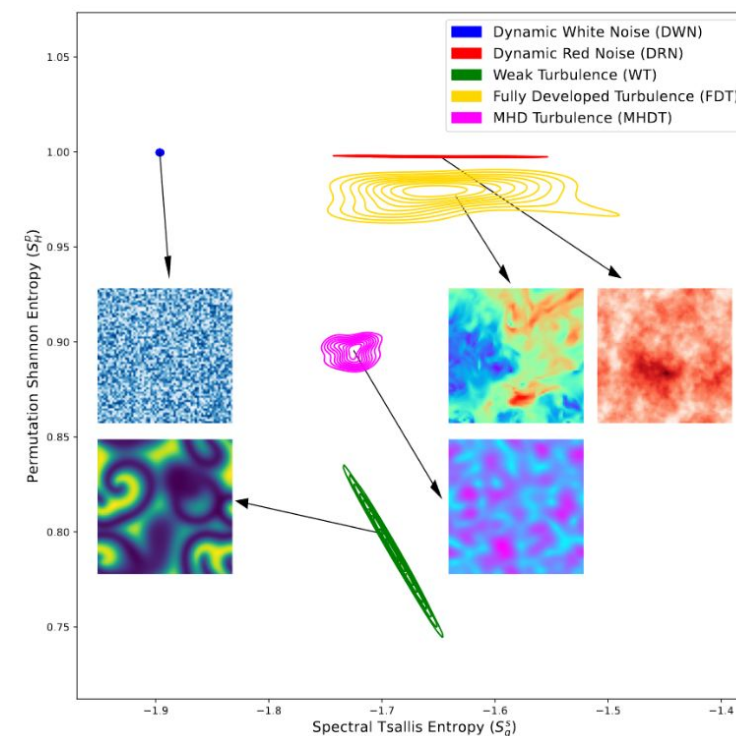 Dynamic White Noise (DWN)
Dynamic Red Noise (DRN)
Weak Turbulence (WT)
Fully Developed Turbulence (FDT)
MHD Turbulence (MHDT)
Permutation Shannon Entropy (S_H^p)
1.05
1.00
0.95
0.90
0.85
0.80
0.75
−1.9
−1.8
−1.7
−1.6
−1.5
−1.4
Spectral Tsallis Entropy (S_q^s)